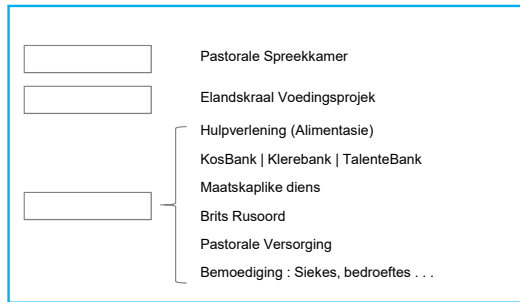 Pastorale Spreekkamer
Elandskraal Voedingsprojek
Hulpverlening (Alimentasie)
KosBank | Klerebank | TalenteBank
Maatskaplike diens
Brits Rusoord
Pastorale Versorging
Bemoediging : Siekes, bedroeftes . . .